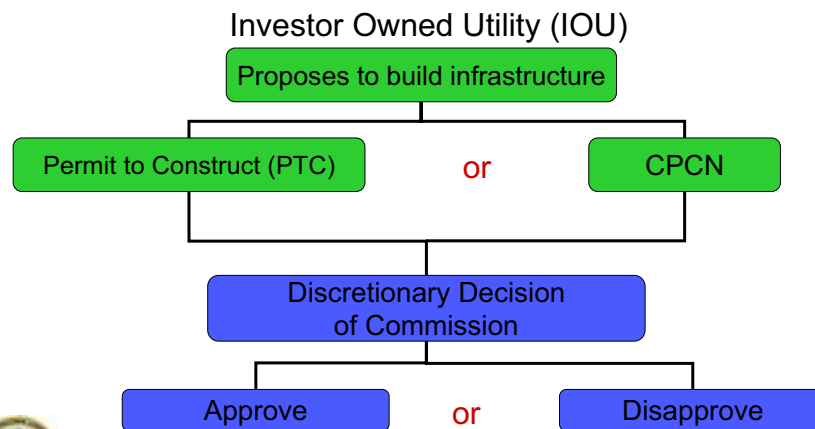 Investor Owned Utility (IOU)
Proposes to build infrastructure
Permit to Construct (PTC)
or
CPCN
Discretionary Decision
of Commission
Approve
or
Disapprove